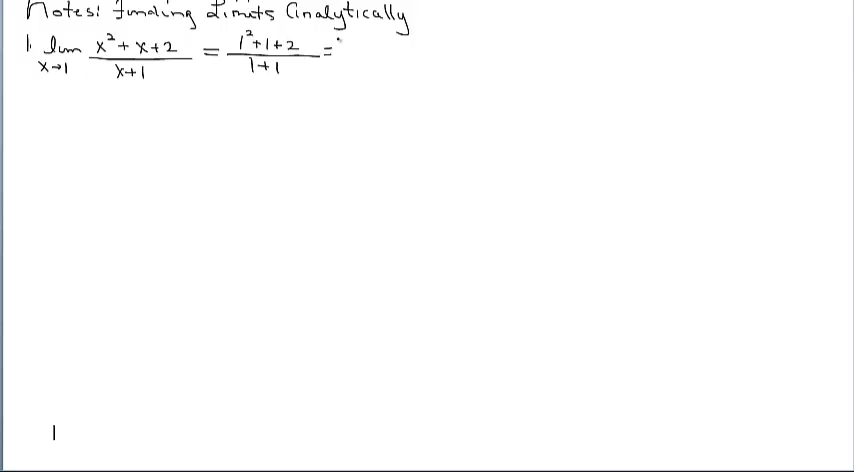 Notes: Finding Limits Analytically
1. lim x→1 (x²+x+2)/(x+1) = (1²+1+2)/(1+1) =